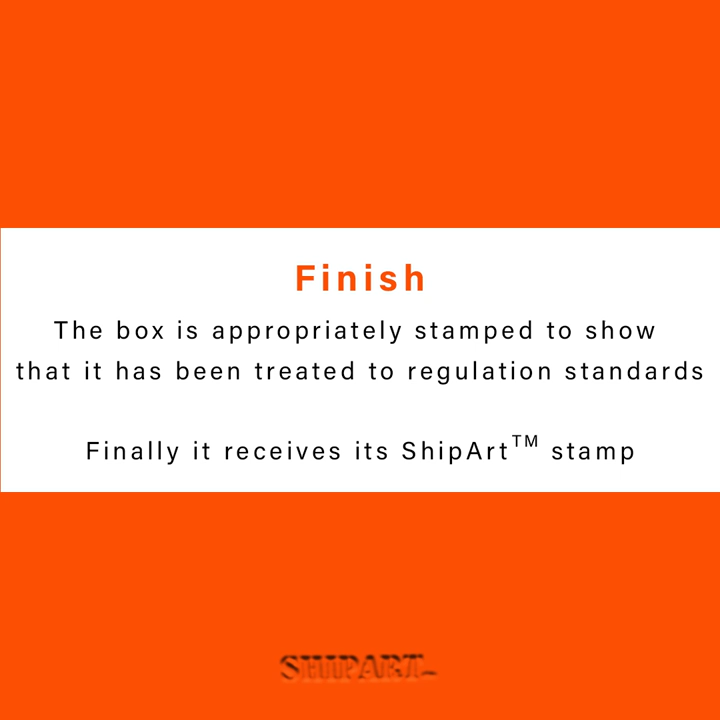 Finish
The box is appropriately stamped to show
that it has been treated to regulation standards
Finally it receives its ShipArt™ stamp
SHIPART